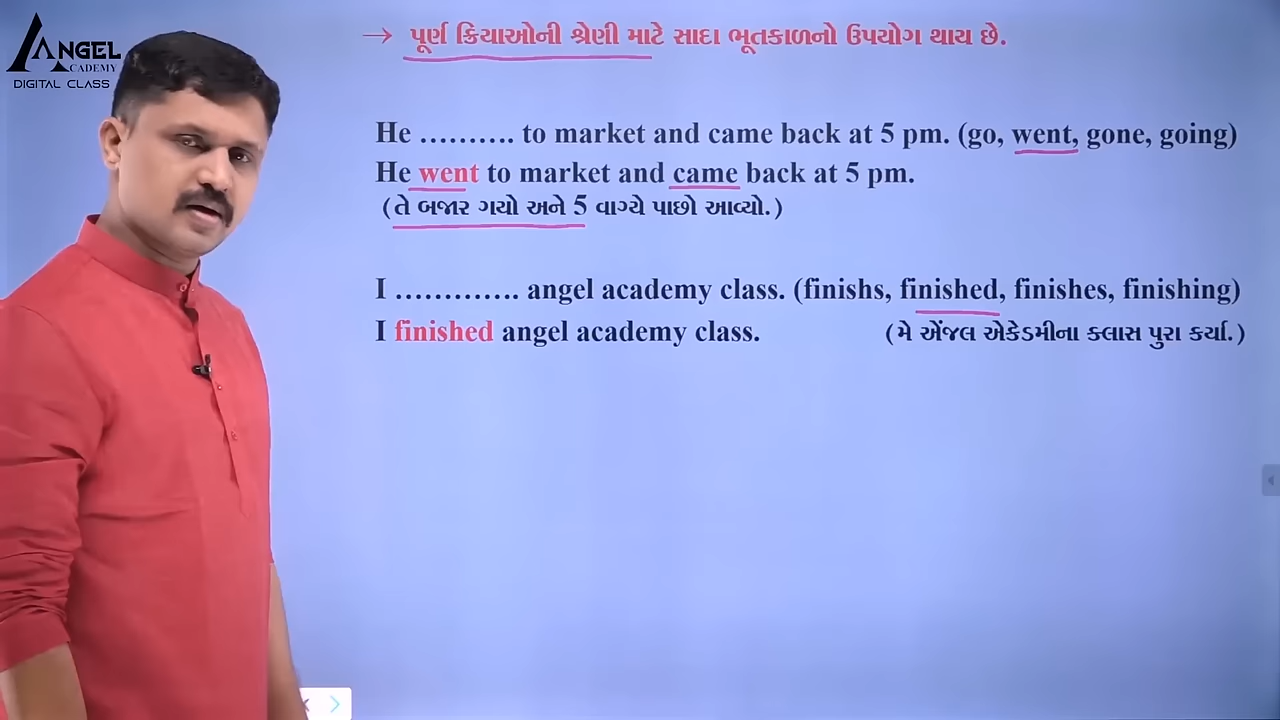 ANGEL
ACADEMY
DIGITAL CLASS
→ પૂર્ણ ક્રિયાઓની શ્રેણી માટે સાદા ભૂતકાળનો ઉપયોગ થાય છે.
He .......... to market and came back at 5 pm. (go, went, gone, going)
He went to market and came back at 5 pm.
(તે બજાર ગયો અને 5 વાગ્યે પાછો આવ્યો.)
I ............. angel academy class. (finishs, finished, finishes, finishing)
I finished angel academy class. (મે એંજલ એકેડમીના ક્લાસ પુરા કર્યા.)